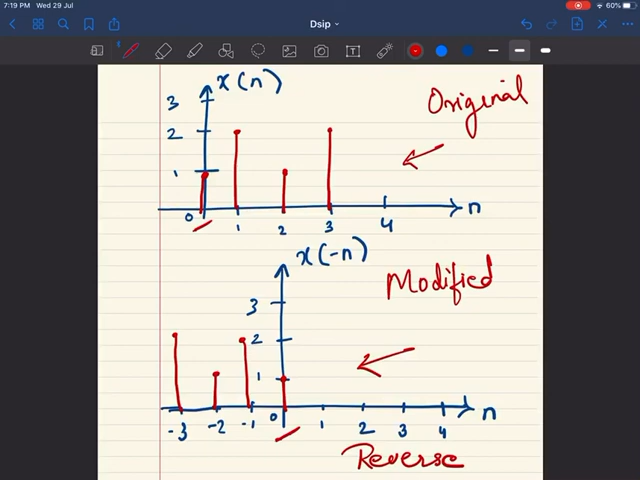 7:19 PM Wed 29 Jul
60%
Dsip
x(n)
3
2
1
0 1 2 3 4 n
Original
x(-n)
3
2
1
-3 -2 -1 0 1 2 3 4 n
Modified
Reverse